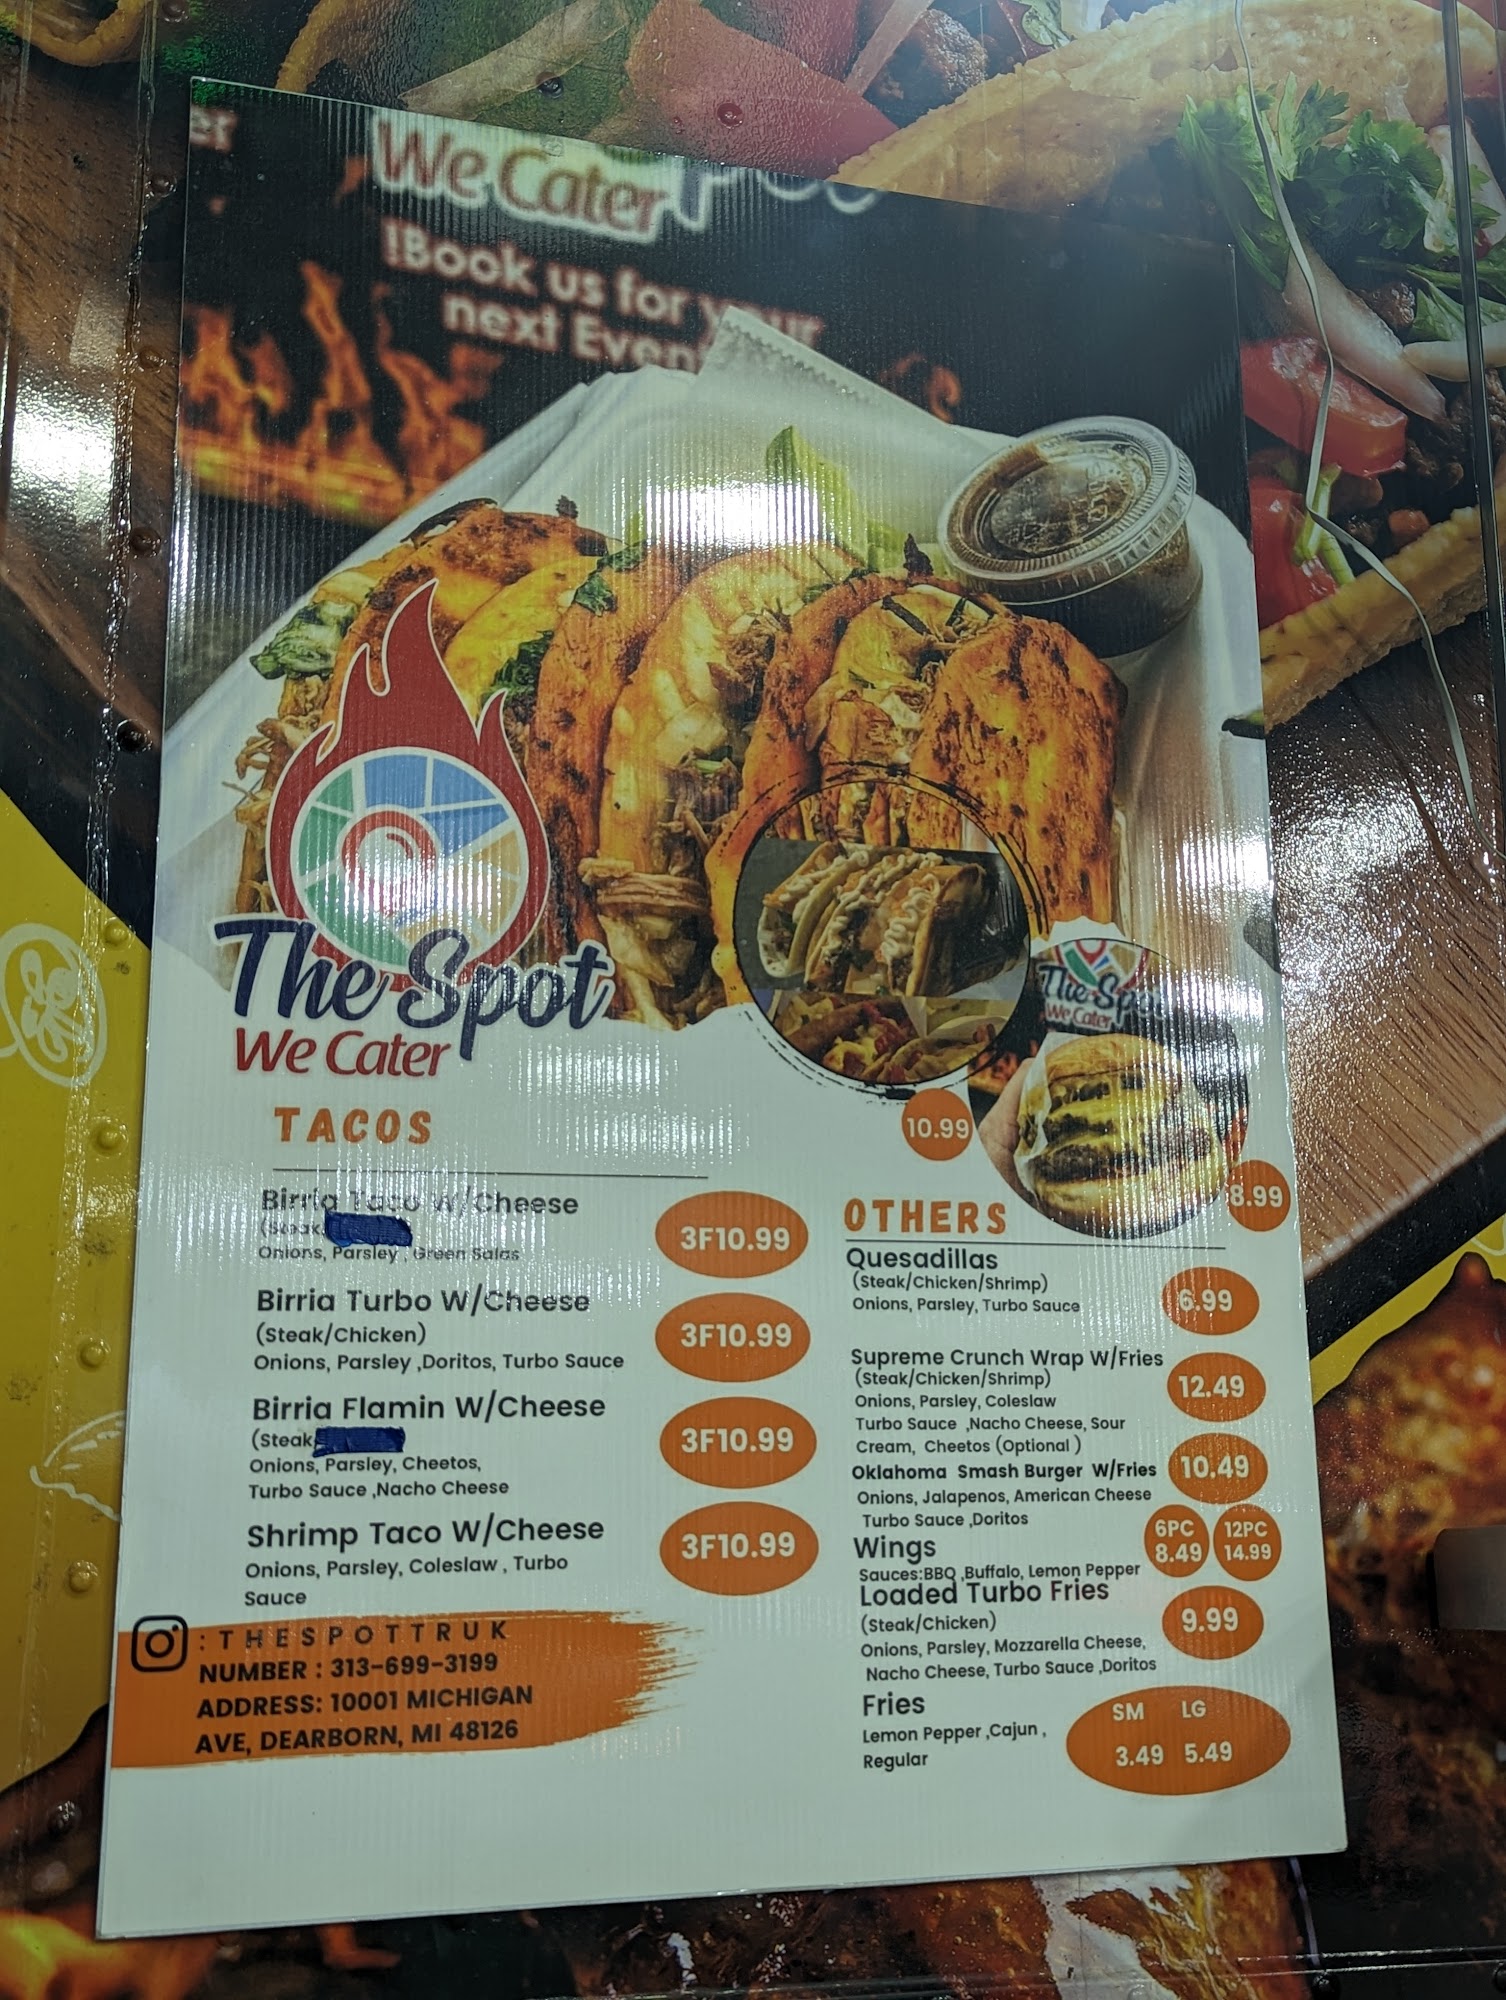 er
We Cater
!Book us for your
next Event
The Spot
We Cater
The Spot
We Cater
10.99
8.99
TACOS
Birria Taco W/Cheese
(Steak
Onions, Parsley , Green Salas
3F10.99
Birria Turbo W/Cheese
(Steak/Chicken)
Onions, Parsley ,Doritos, Turbo Sauce
3F10.99
Birria Flamin W/Cheese
(Steak
Onions, Parsley, Cheetos,
Turbo Sauce ,Nacho Cheese
3F10.99
Shrimp Taco W/Cheese
Onions, Parsley, Coleslaw , Turbo
Sauce
3F10.99
: THESPOTTRUK
NUMBER : 313-699-3199
ADDRESS: 10001 MICHIGAN
AVE, DEARBORN, MI 48126
OTHERS
Quesadillas
(Steak/Chicken/Shrimp)
Onions, Parsley, Turbo Sauce
6.99
Supreme Crunch Wrap W/Fries
(Steak/Chicken/Shrimp)
Onions, Parsley, Coleslaw
Turbo Sauce ,Nacho Cheese, Sour
Cream, Cheetos (Optional )
12.49
Oklahoma Smash Burger W/Fries
Onions, Jalapenos, American Cheese
Turbo Sauce ,Doritos
10.49
Wings
Sauces:BBQ ,Buffalo, Lemon Pepper
6PC 12PC
8.49 14.99
Loaded Turbo Fries
(Steak/Chicken)
Onions, Parsley, Mozzarella Cheese,
Nacho Cheese, Turbo Sauce ,Doritos
9.99
Fries
Lemon Pepper ,Cajun ,
Regular
SM LG
3.49 5.49